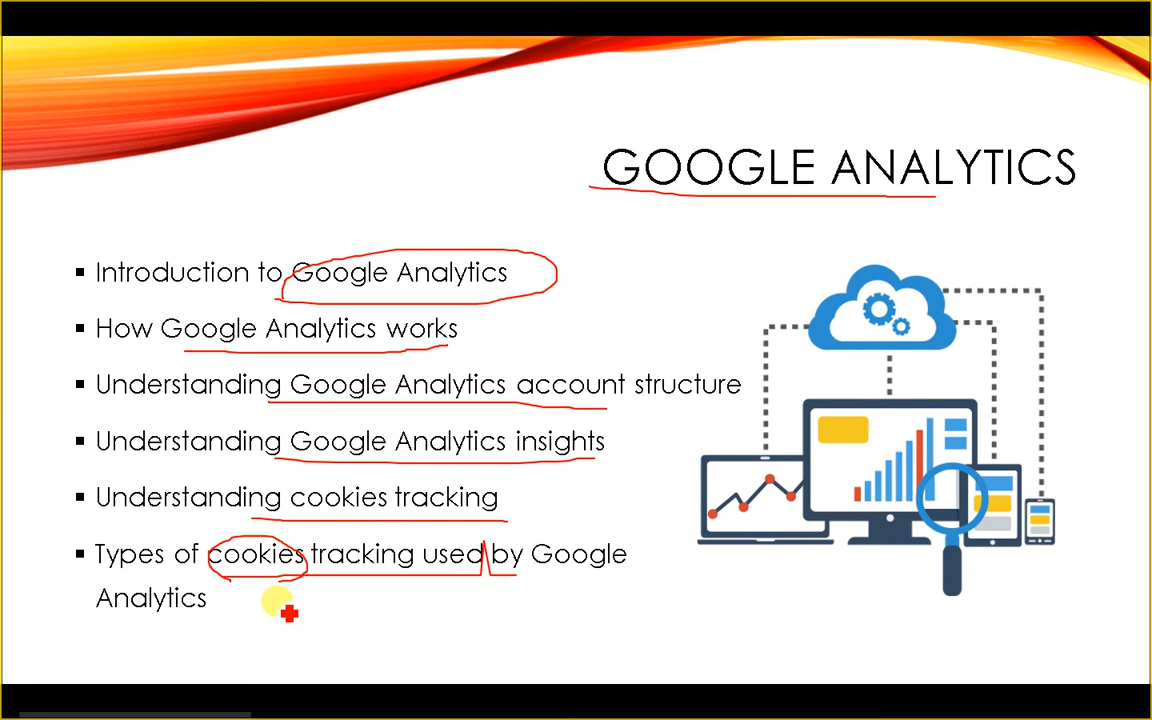 GOOGLE ANALYTICS
▪ Introduction to Google Analytics
▪ How Google Analytics works
▪ Understanding Google Analytics account structure
▪ Understanding Google Analytics insights
▪ Understanding cookies tracking
▪ Types of cookies tracking used by Google
Analytics